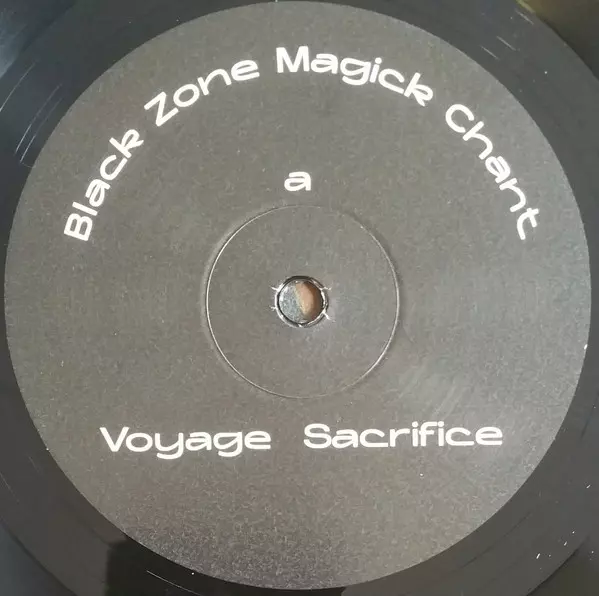 Black Zone Magick Chant
a
Voyage Sacrifice